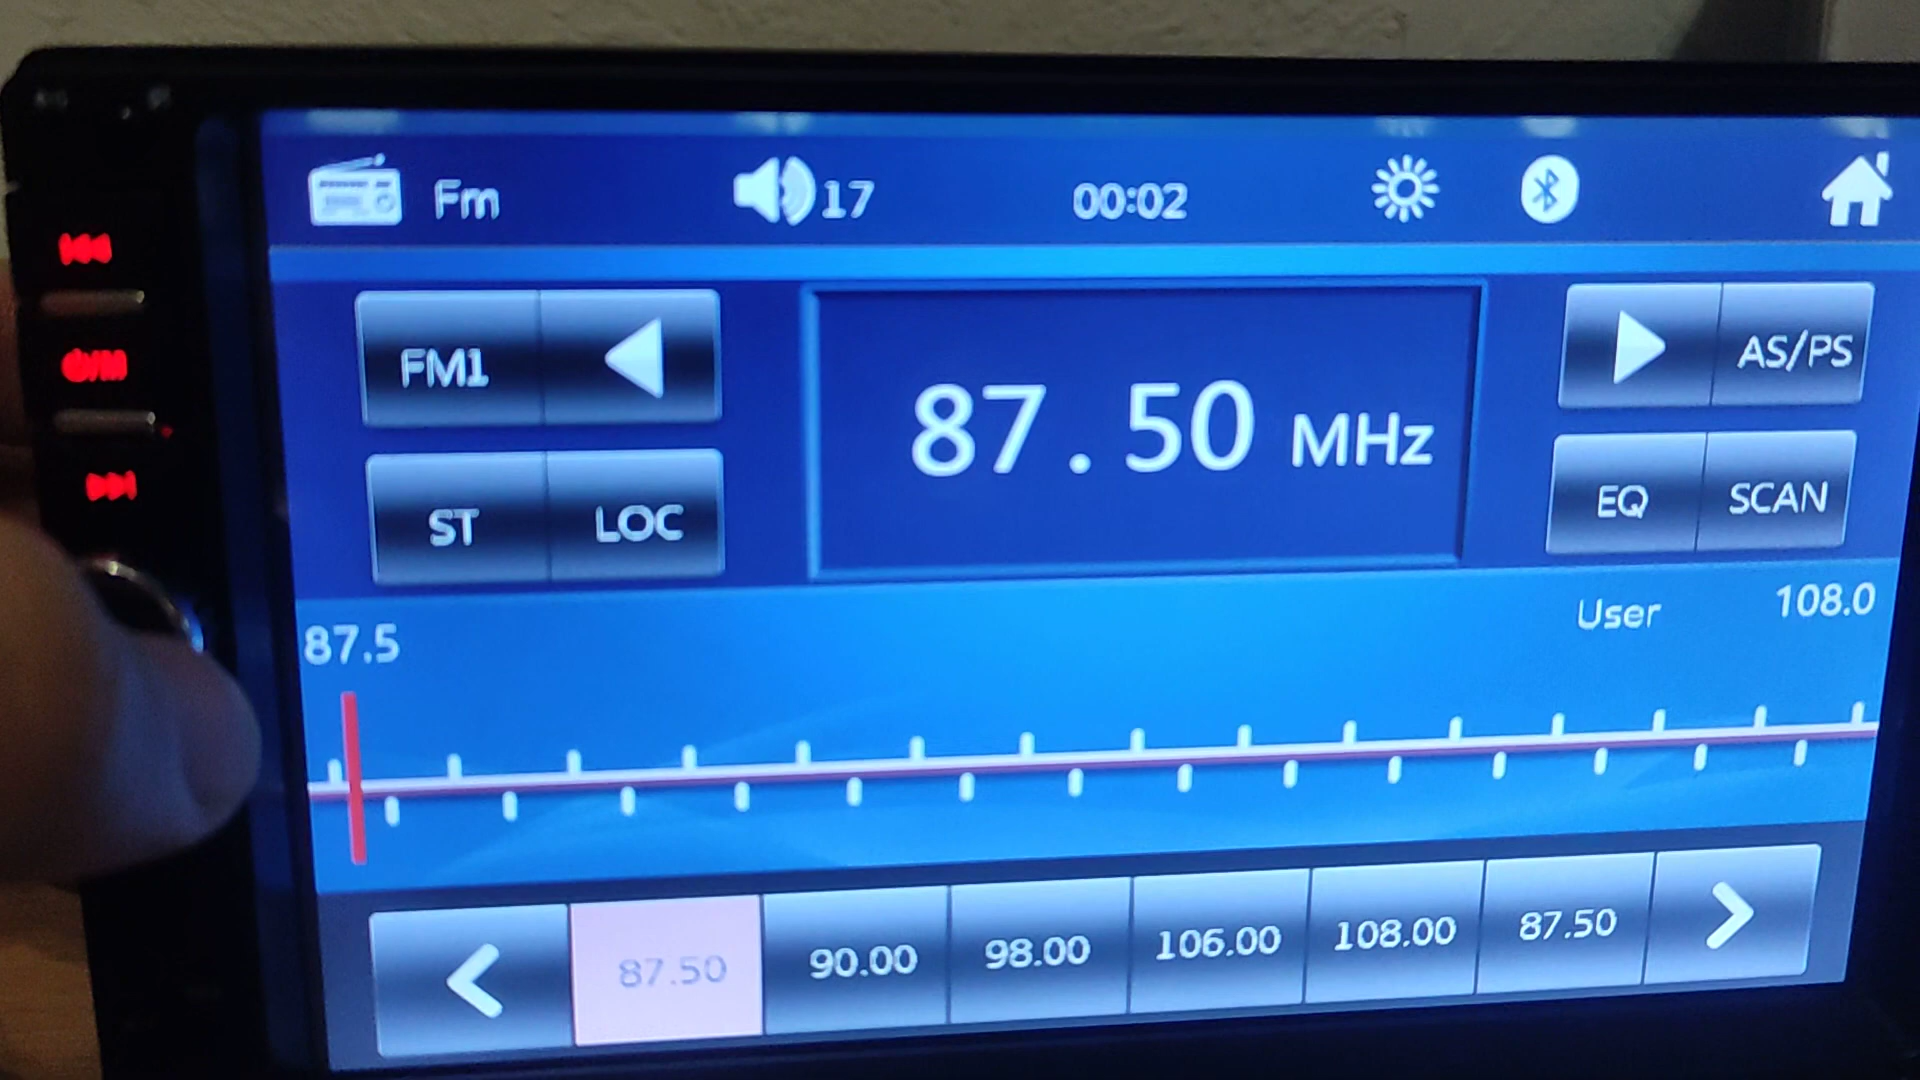 Fm 17 00:02
FM1 87.50 MHz AS/PS
ST LOC EQ SCAN
User 108.0
87.5
87.50 90.00 98.00 106.00 108.00 87.50